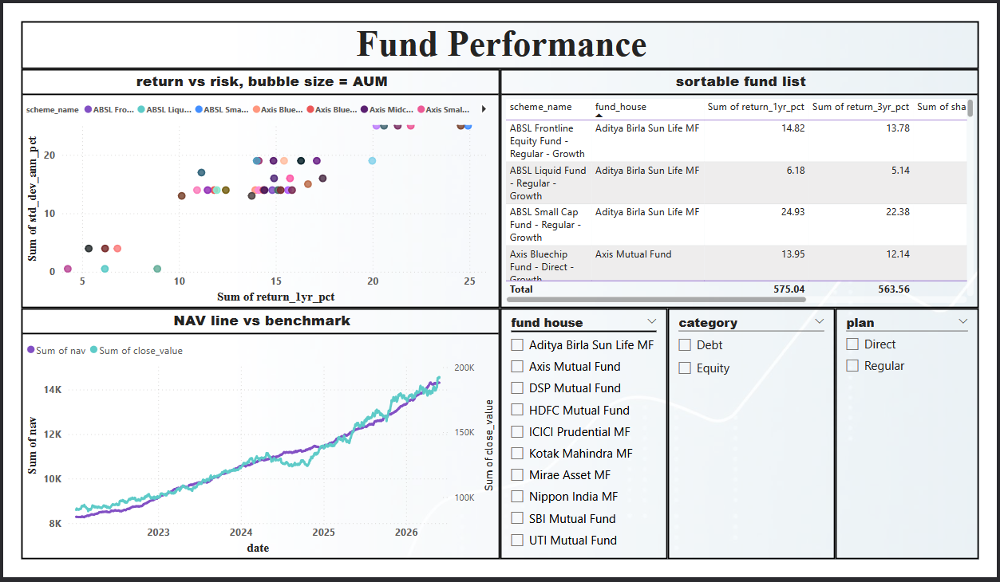 Fund Performance
return vs risk, bubble size = AUM
scheme_name ABSL Fro... ABSL Liqu... ABSL Sma... Axis Blue... Axis Blue... Axis Midc... Axis Smal...
Sum of std_dev_ann_pct
20
10
0
5 10 15 20 25
Sum of return_1yr_pct
sortable fund list
scheme_name fund_house Sum of return_1yr_pct Sum of return_3yr_pct Sum of sha
ABSL Frontline Aditya Birla Sun Life MF 14.82 13.78
Equity Fund -
Regular - Growth
ABSL Liquid Fund Aditya Birla Sun Life MF 6.18 5.14
- Regular -
Growth
ABSL Small Cap Aditya Birla Sun Life MF 24.93 22.38
Fund - Regular -
Growth
Axis Bluechip Axis Mutual Fund 13.95 12.14
Fund - Direct -
Growth
Total 575.04 563.56
NAV line vs benchmark
Sum of nav Sum of close_value
Sum of nav
14K
12K
10K
8K
200K
150K
100K
Sum of close_value
2023 2024 2025 2026
date
fund house
Aditya Birla Sun Life MF
Axis Mutual Fund
DSP Mutual Fund
HDFC Mutual Fund
ICICI Prudential MF
Kotak Mahindra MF
Mirae Asset MF
Nippon India MF
SBI Mutual Fund
UTI Mutual Fund
category
Debt
Equity
plan
Direct
Regular